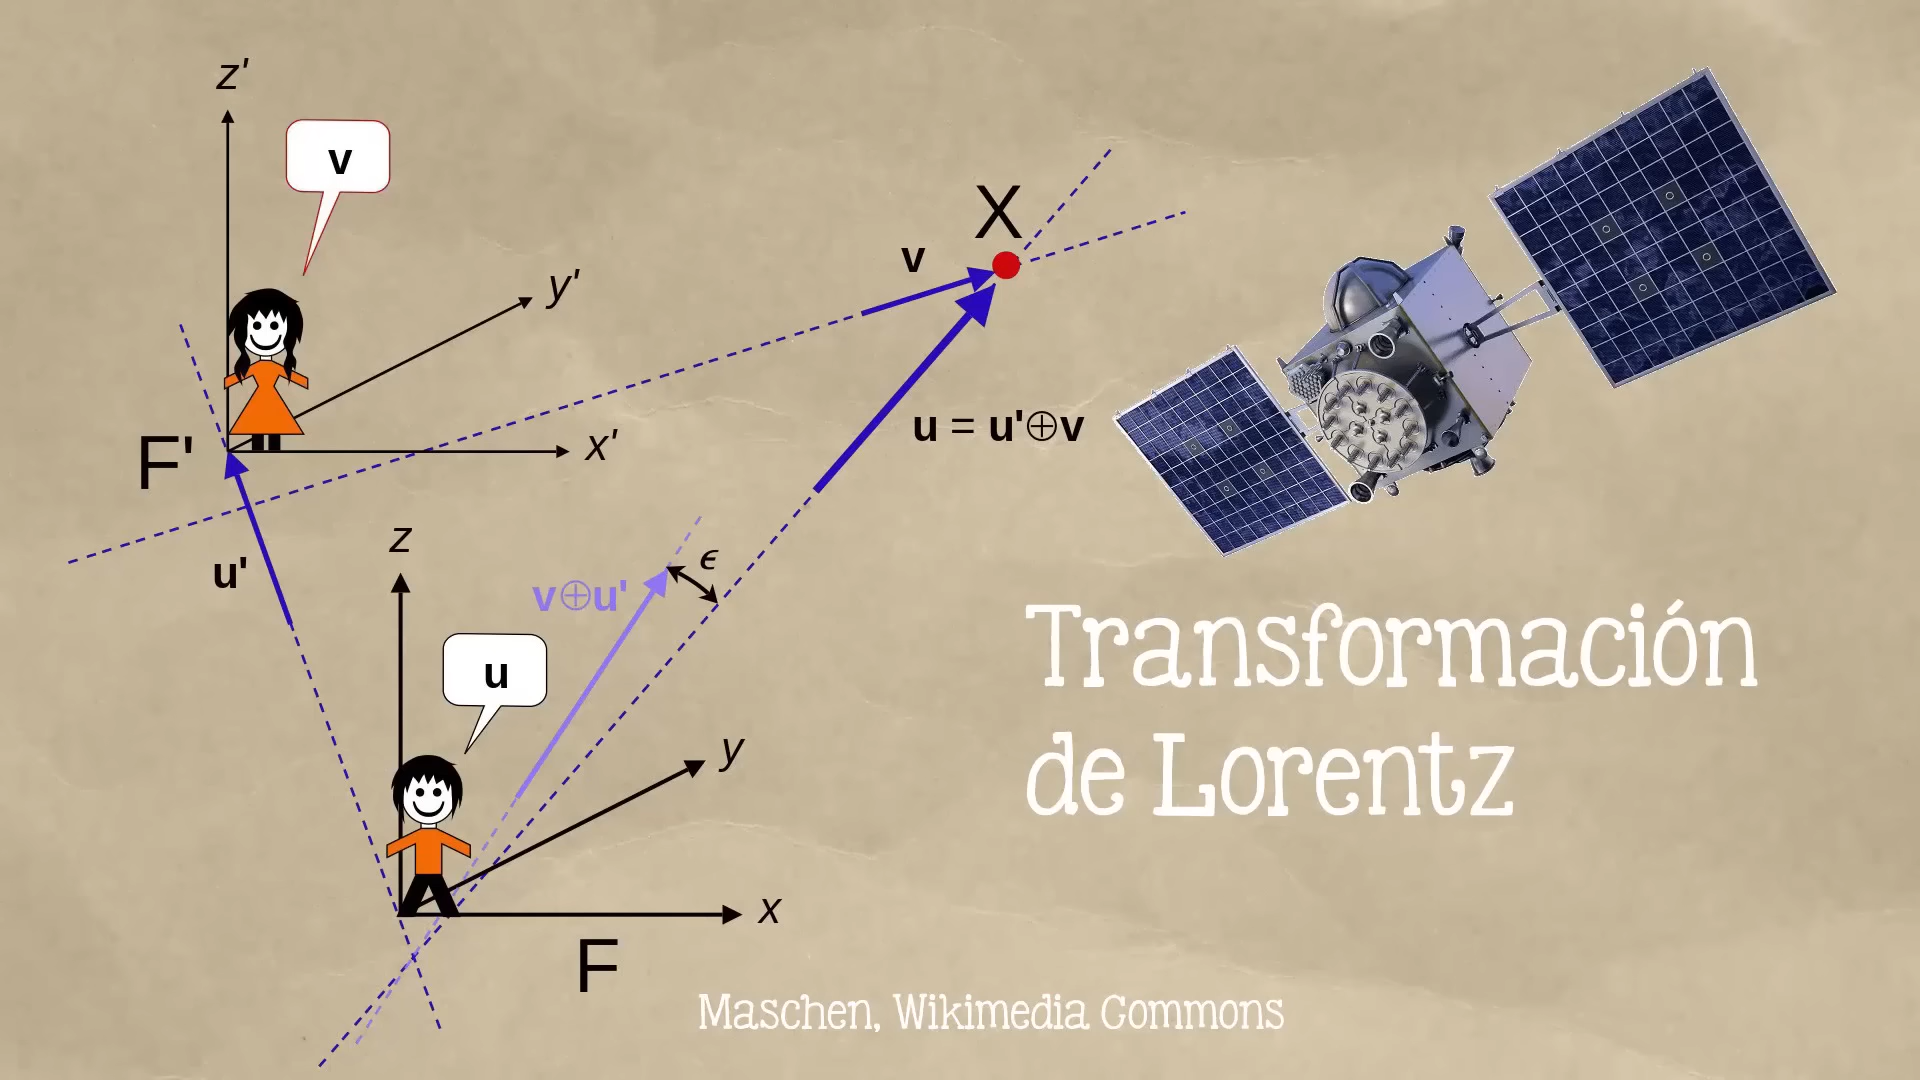 z'
v
X
y'
v
u = u'⊕v
x'
F'
z
ϵ
u'
v⊕u'
Transformación
u
y
de Lorentz
x
F
Maschen, Wikimedia Commons